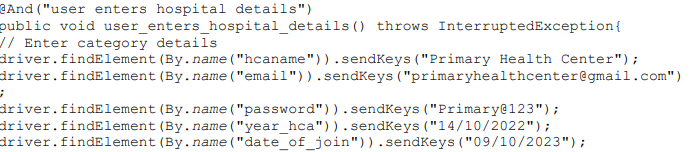 @And("user enters hospital details")
public void user_enters_hospital_details() throws InterruptedException{
// Enter category details
driver.findElement(By.name("hcaname")).sendKeys("Primary Health Center");
driver.findElement(By.name("email")).sendKeys("primaryhealthcenter@gmail.com")
;
driver.findElement(By.name("password")).sendKeys("Primary@123");
driver.findElement(By.name("year_hca")).sendKeys("14/10/2022");
driver.findElement(By.name("date_of_join")).sendKeys("09/10/2023");